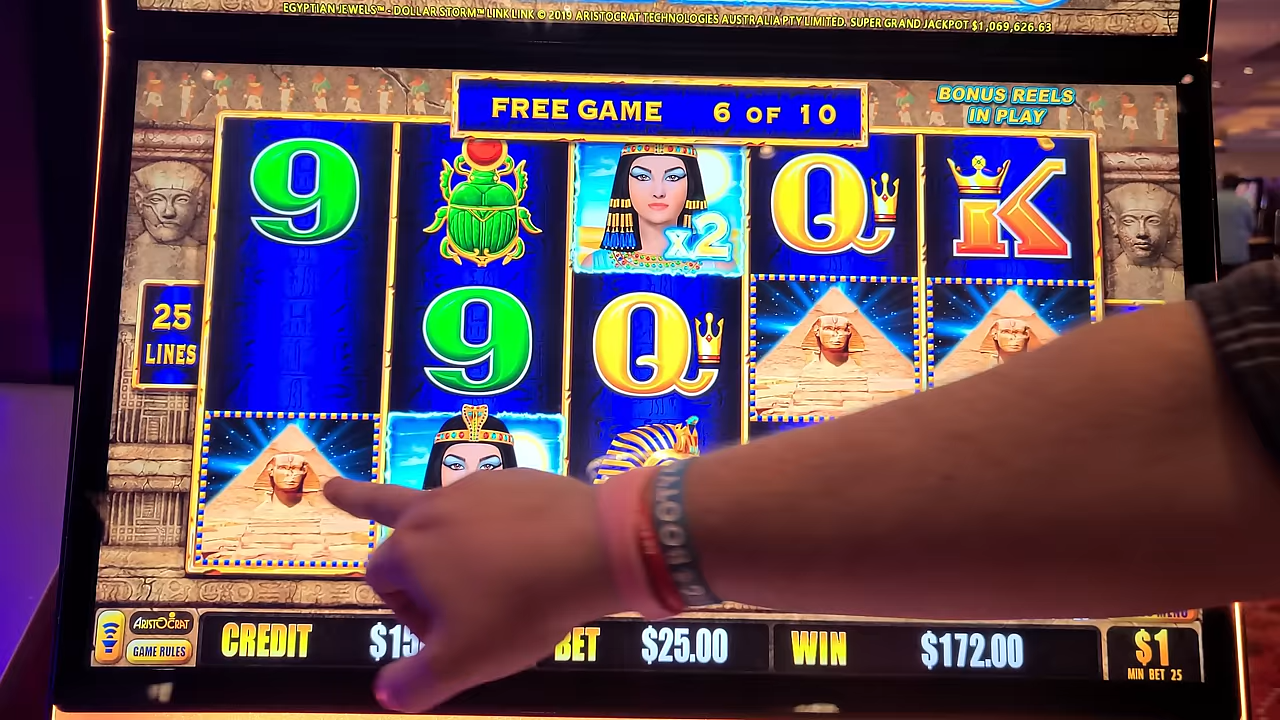 EGYPTIAN JEWELS™ - DOLLAR STORM™ LINK LINK © 2019 ARISTOCRAT TECHNOLOGIES AUSTRALIA PTY LIMITED. SUPER GRAND JACKPOT $1,069,626.63
FREE GAME 6 OF 10
BONUS REELS
IN PLAY
9
Q
K
x2
9
Q
25
LINES
ARISTOCRAT
GAME RULES
CREDIT $15
BET $25.00
WIN $172.00
$1
MIN BET 25